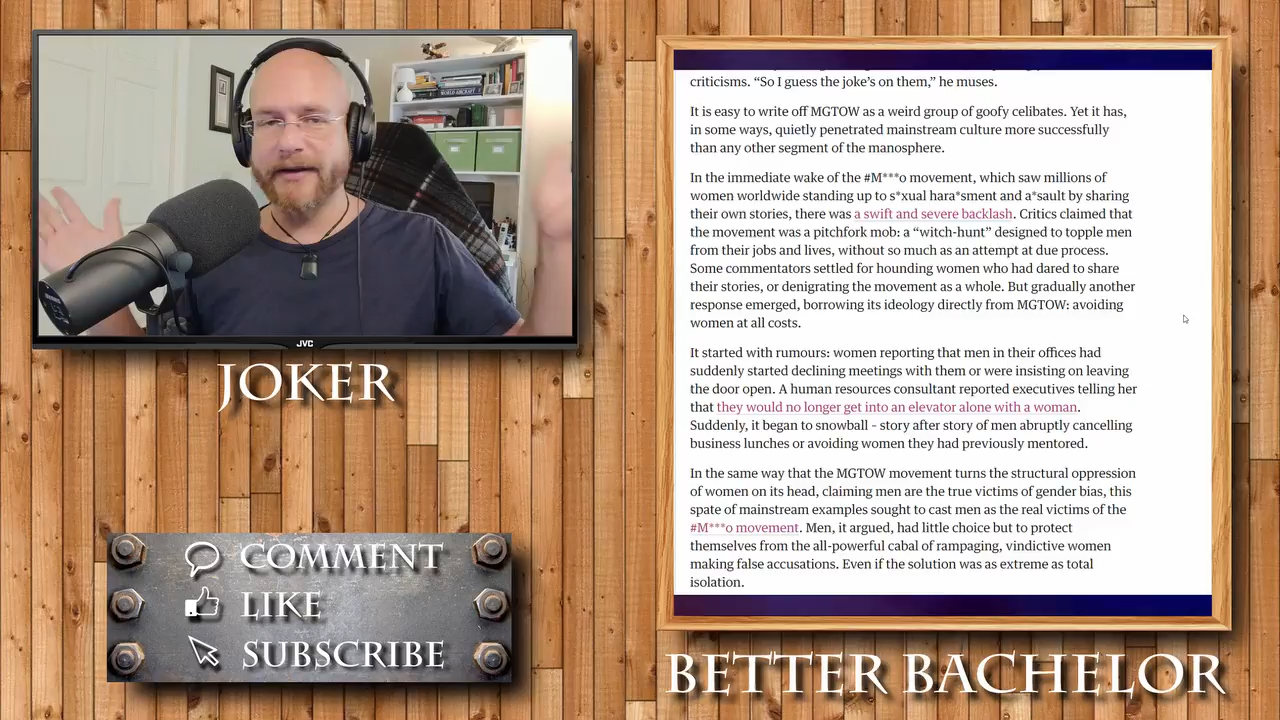 JVC
JOKER
COMMENT
LIKE
SUBSCRIBE
criticisms. “So I guess the joke’s on them,” he muses.
It is easy to write off MGTOW as a weird group of goofy celibates. Yet it has,
in some ways, quietly penetrated mainstream culture more successfully
than any other segment of the manosphere.
In the immediate wake of the #M***o movement, which saw millions of
women worldwide standing up to s*xual hara*sment and a*sault by sharing
their own stories, there was a swift and severe backlash. Critics claimed that
the movement was a pitchfork mob: a “witch-hunt” designed to topple men
from their jobs and lives, without so much as an attempt at due process.
Some commentators settled for hounding women who had dared to share
their stories, or denigrating the movement as a whole. But gradually another
response emerged, borrowing its ideology directly from MGTOW: avoiding
women at all costs.
It started with rumours: women reporting that men in their offices had
suddenly started declining meetings with them or were insisting on leaving
the door open. A human resources consultant reported executives telling her
that they would no longer get into an elevator alone with a woman.
Suddenly, it began to snowball – story after story of men abruptly cancelling
business lunches or avoiding women they had previously mentored.
In the same way that the MGTOW movement turns the structural oppression
of women on its head, claiming men are the true victims of gender bias, this
spate of mainstream examples sought to cast men as the real victims of the
#M***o movement. Men, it argued, had little choice but to protect
themselves from the all-powerful cabal of rampaging, vindictive women
making false accusations. Even if the solution was as extreme as total
isolation.
BETTER BACHELOR